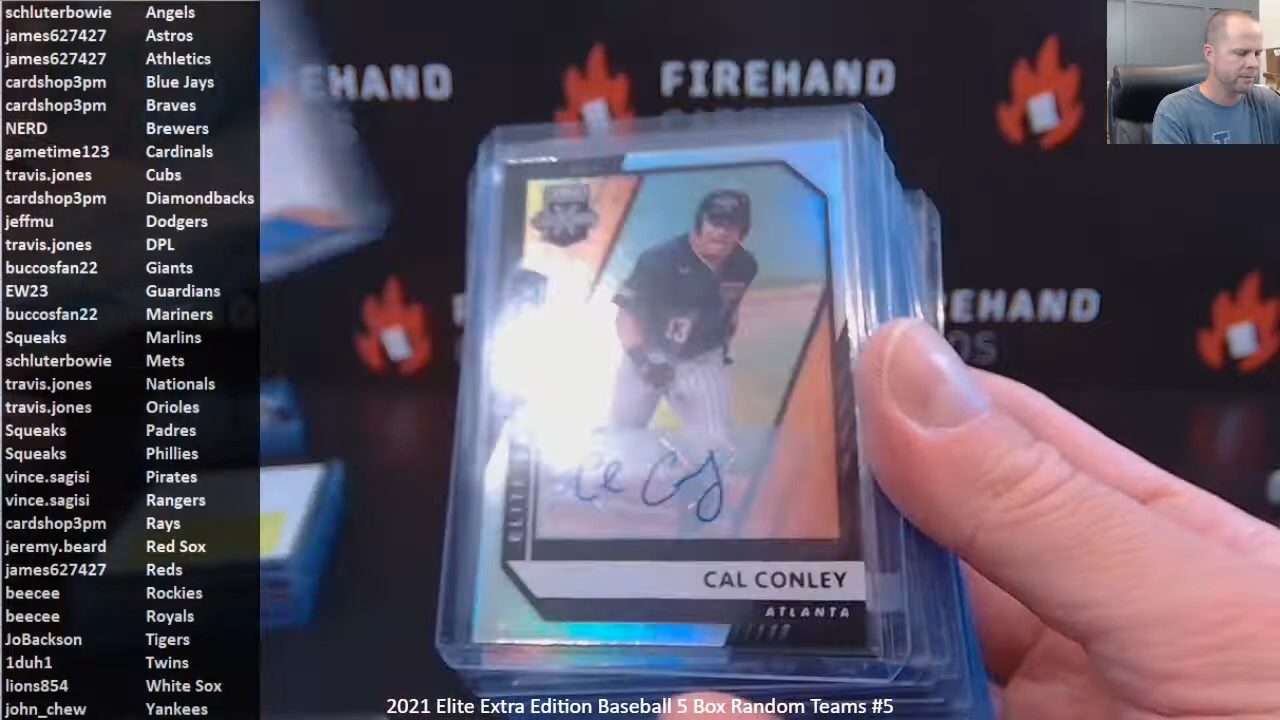 schluterbowie Angels
james627427 Astros
james627427 Athletics
cardshop3pm Blue Jays
cardshop3pm Braves
NERD Brewers
gametime123 Cardinals
travis.jones Cubs
cardshop3pm Diamondbacks
jeffmu Dodgers
travis.jones DPL
buccosfan22 Giants
EW23 Guardians
buccosfan22 Mariners
Squeaks Marlins
schluterbowie Mets
travis.jones Nationals
travis.jones Orioles
Squeaks Padres
Squeaks Phillies
vince.sagisi Pirates
vince.sagisi Rangers
cardshop3pm Rays
jeremy.beard Red Sox
james627427 Reds
beecee Rockies
beecee Royals
JoBackson Tigers
1duh1 Twins
lions854 White Sox
john_chew Yankees
EHAND
FIREHAND
FIREHAND
OS
13
ELITE
CAL CONLEY
ATLANTA
2021 Elite Extra Edition Baseball 5 Box Random Teams #5